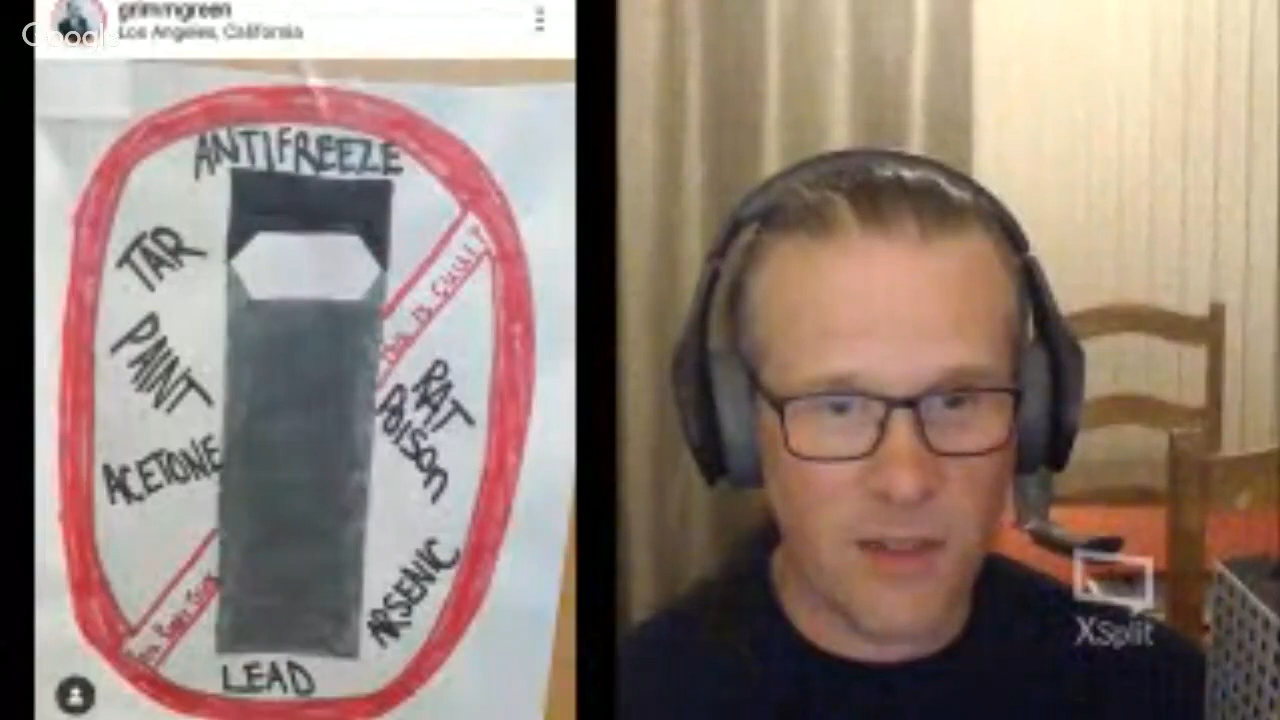 grimmgreen
Los Angeles, California
Google
ANTIFREEZE
TAR
PAINT
ACETONE
RAT
POISON
ARSENIC
LEAD
XSplit